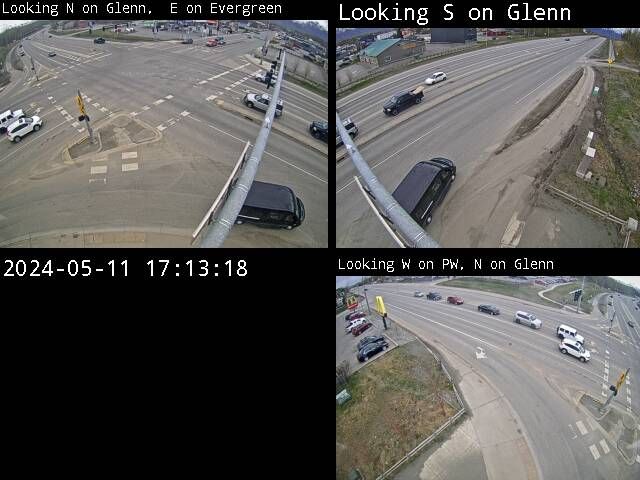 Looking N on Glenn, E on Evergreen
Looking S on Glenn
2024-05-11 17:13:18
Looking W on PW, N on Glenn